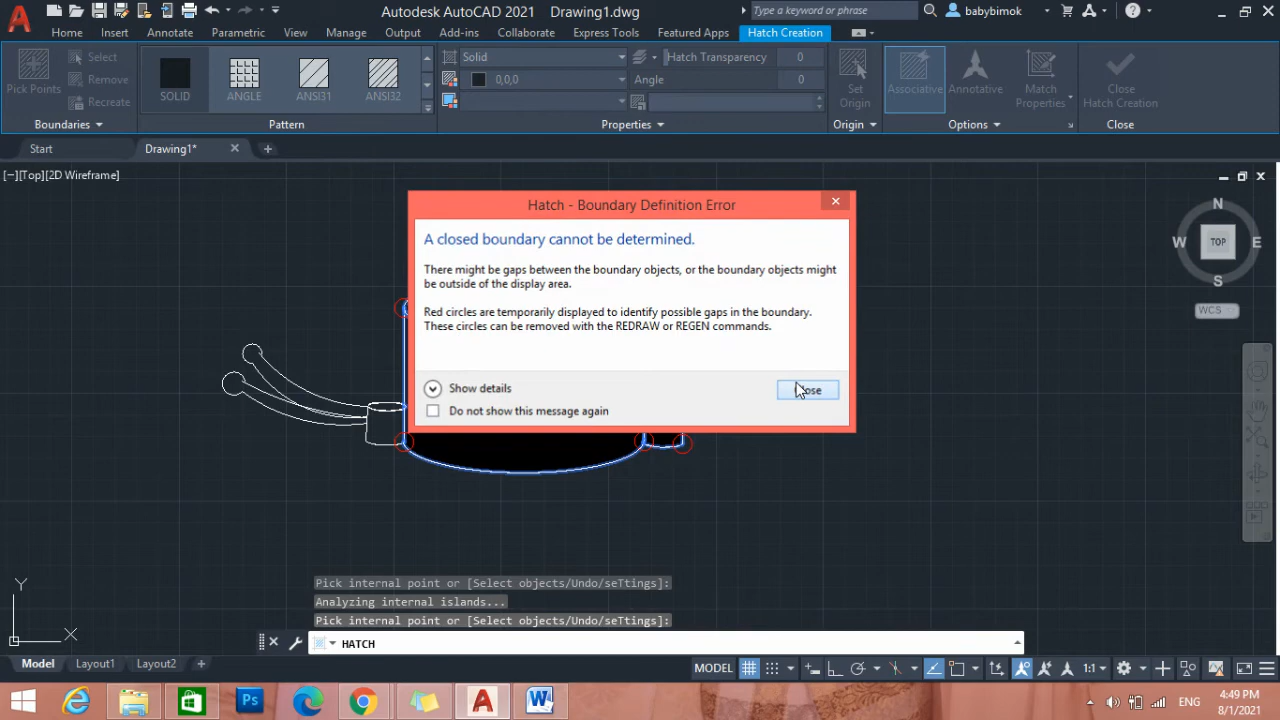 Autodesk AutoCAD 2021 Drawing1.dwg
Type a keyword or phrase
babybimok
Home Insert Annotate Parametric View Manage Output Add-ins Collaborate Express Tools Featured Apps Hatch Creation
Pick Points
Select
Remove
Recreate
SOLID
ANGLE
ANSI31
ANSI32
Solid
0,0,0
Hatch Transparency 0
Angle 0
Set
Origin
Associative
Annotative
Match
Properties
Close
Hatch Creation
Boundaries Pattern Properties Origin Options Close
Start Drawing1*
[−][Top][2D Wireframe]
N
W TOP E
S
WCS
Hatch - Boundary Definition Error
A closed boundary cannot be determined.
There might be gaps between the boundary objects, or the boundary objects might
be outside of the display area.
Red circles are temporarily displayed to identify possible gaps in the boundary.
These circles can be removed with the REDRAW or REGEN commands.
Show details
Do not show this message again
Y
X
Pick internal point or [Select objects/Undo/seTtings]:
Analyzing internal islands...
Pick internal point or [Select objects/Undo/seTtings]:
HATCH
Model Layout1 Layout2
MODEL 1:1
Ps
A
W
ENG
4:49 PM
8/1/2021